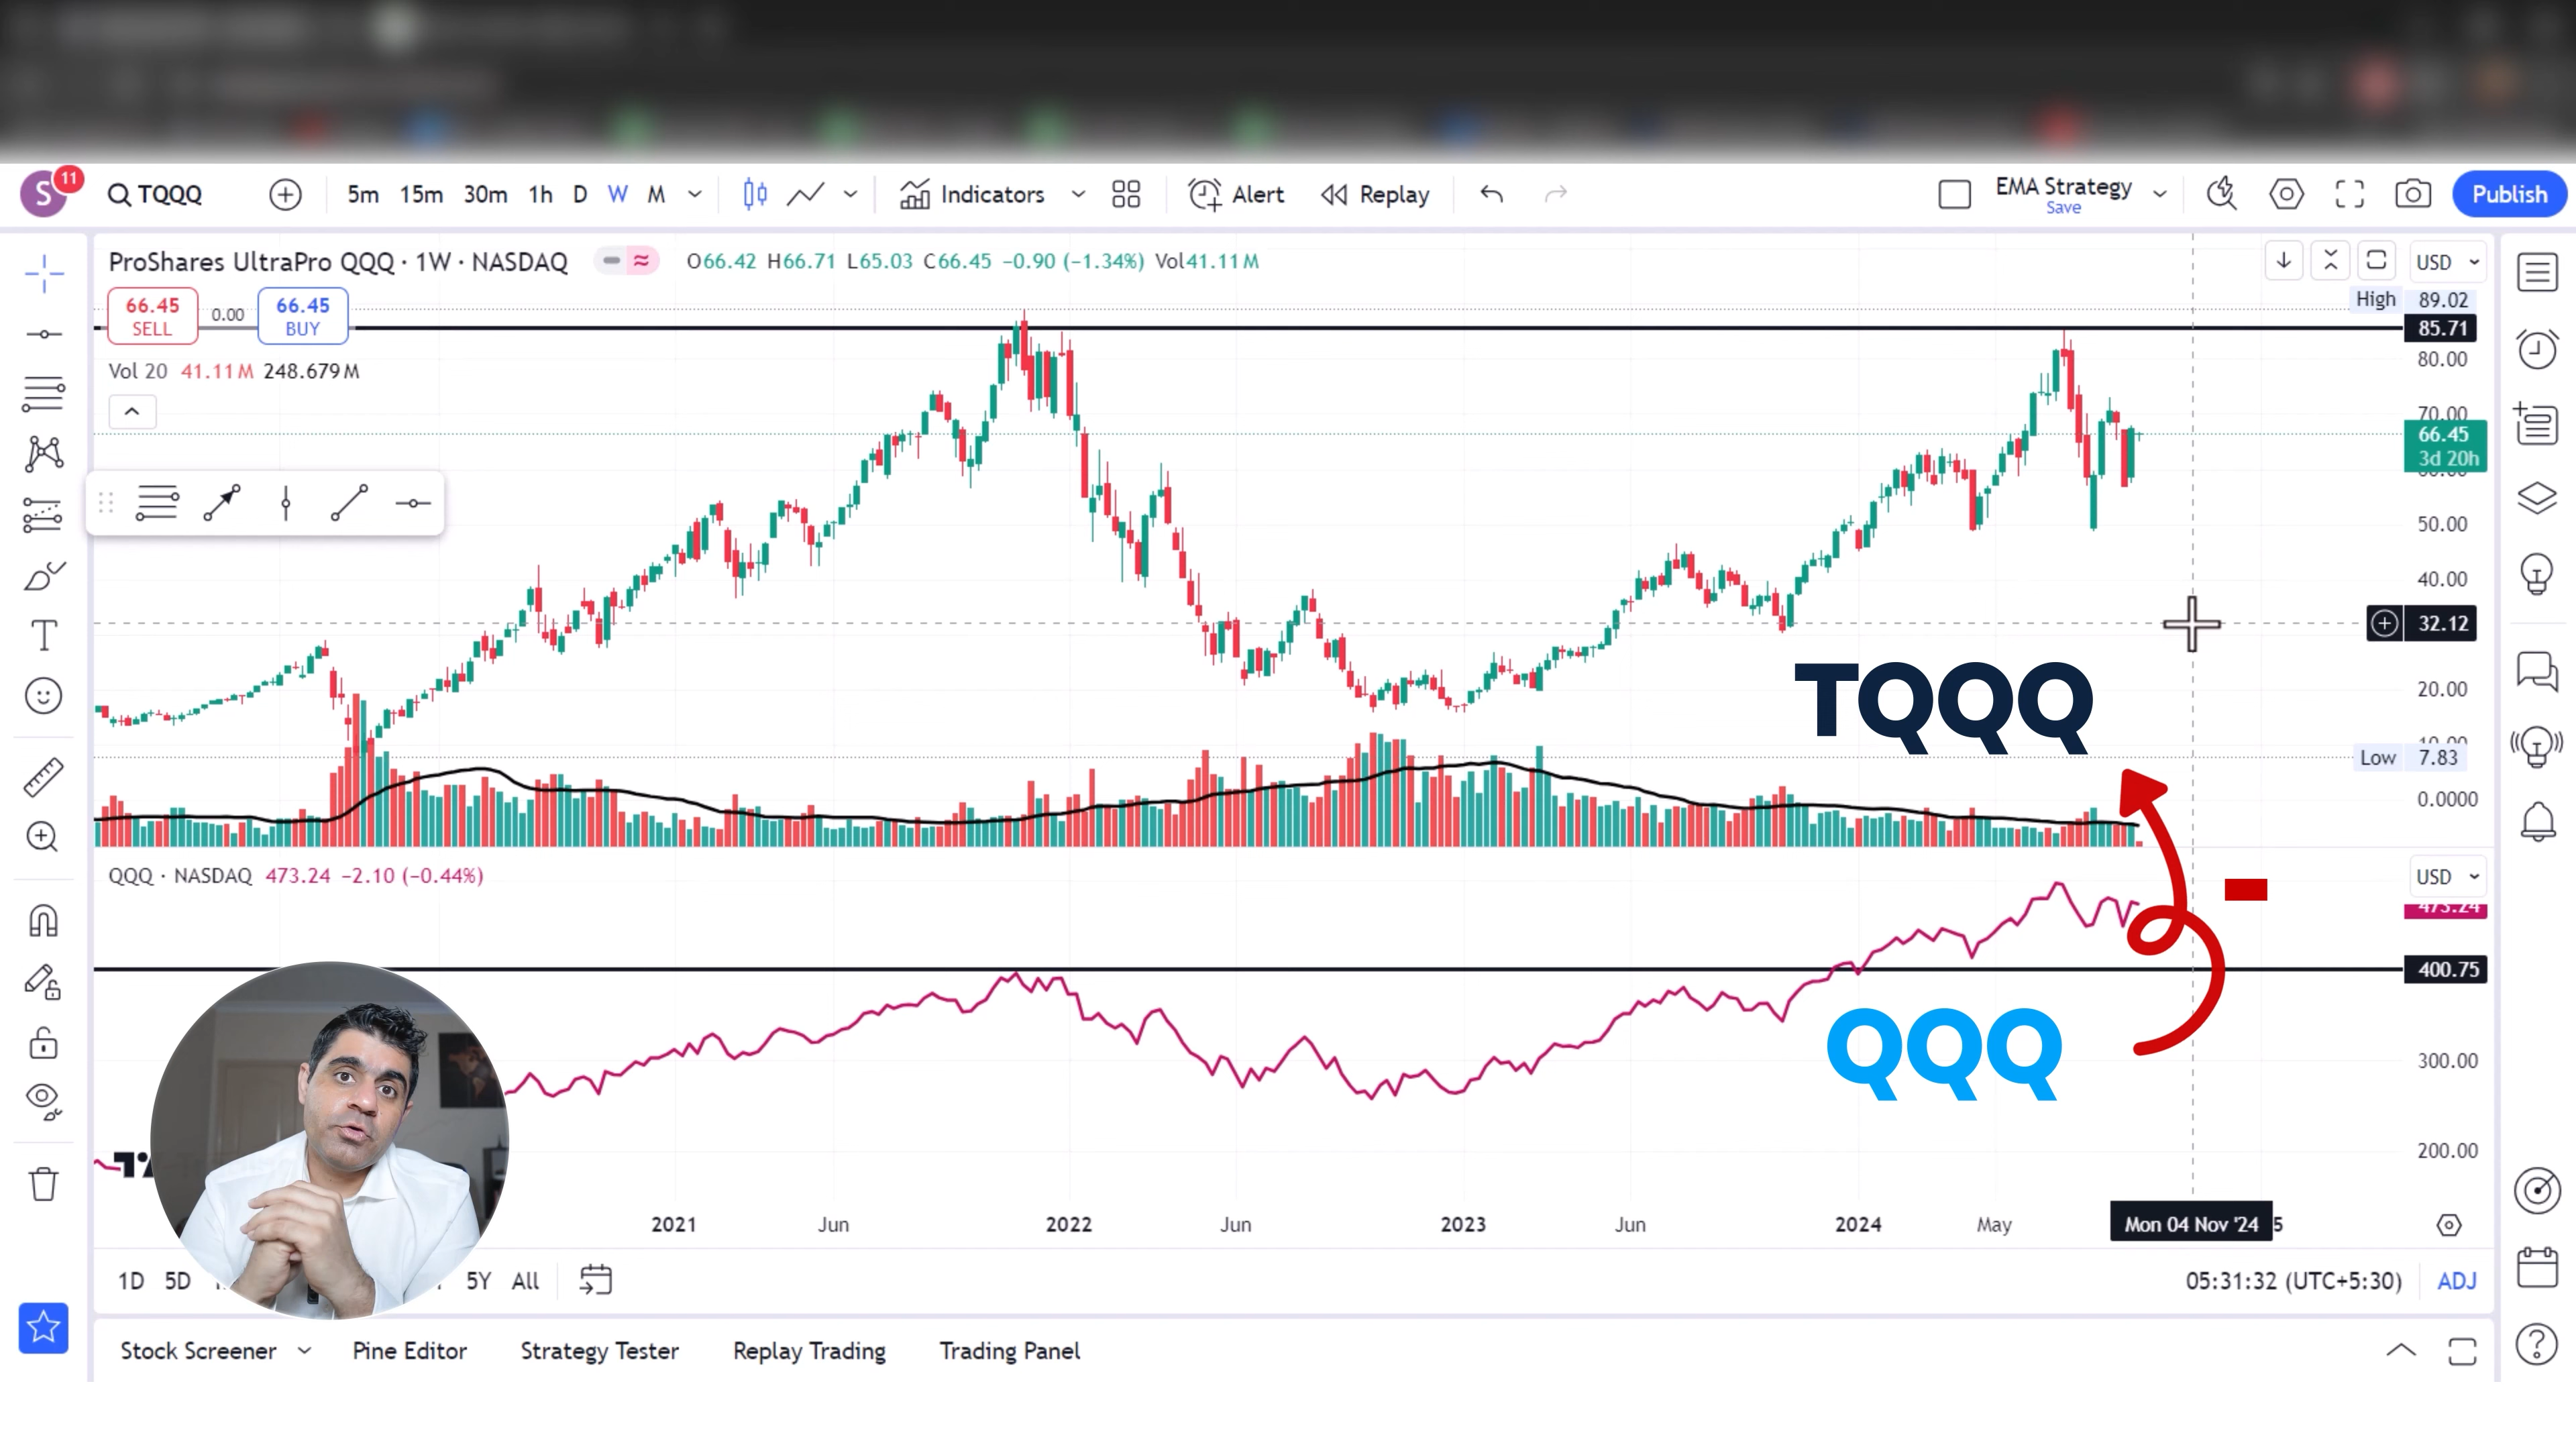 S 11 TQQQ 5m 15m 30m 1h D W M Indicators Alert Replay EMA Strategy Save Publish
ProShares UltraPro QQQ · 1W · NASDAQ O66.42 H66.71 L65.03 C66.45 −0.90 (−1.34%) Vol41.11M USD
High 89.02
66.45 SELL 0.00 66.45 BUY
85.71
80.00
Vol 20 41.11M 248.679M
70.00
66.45
3d 20h
50.00
40.00
32.12
TQQQ
20.00
Low 7.83
0.0000
QQQ · NASDAQ 473.24 −2.10 (−0.44%) USD
473.24
400.75
QQQ
300.00
200.00
2021 Jun 2022 Jun 2023 Jun 2024 May Mon 04 Nov '24 5
1D 5D 5Y All 05:31:32 (UTC+5:30) ADJ
Stock Screener Pine Editor Strategy Tester Replay Trading Trading Panel